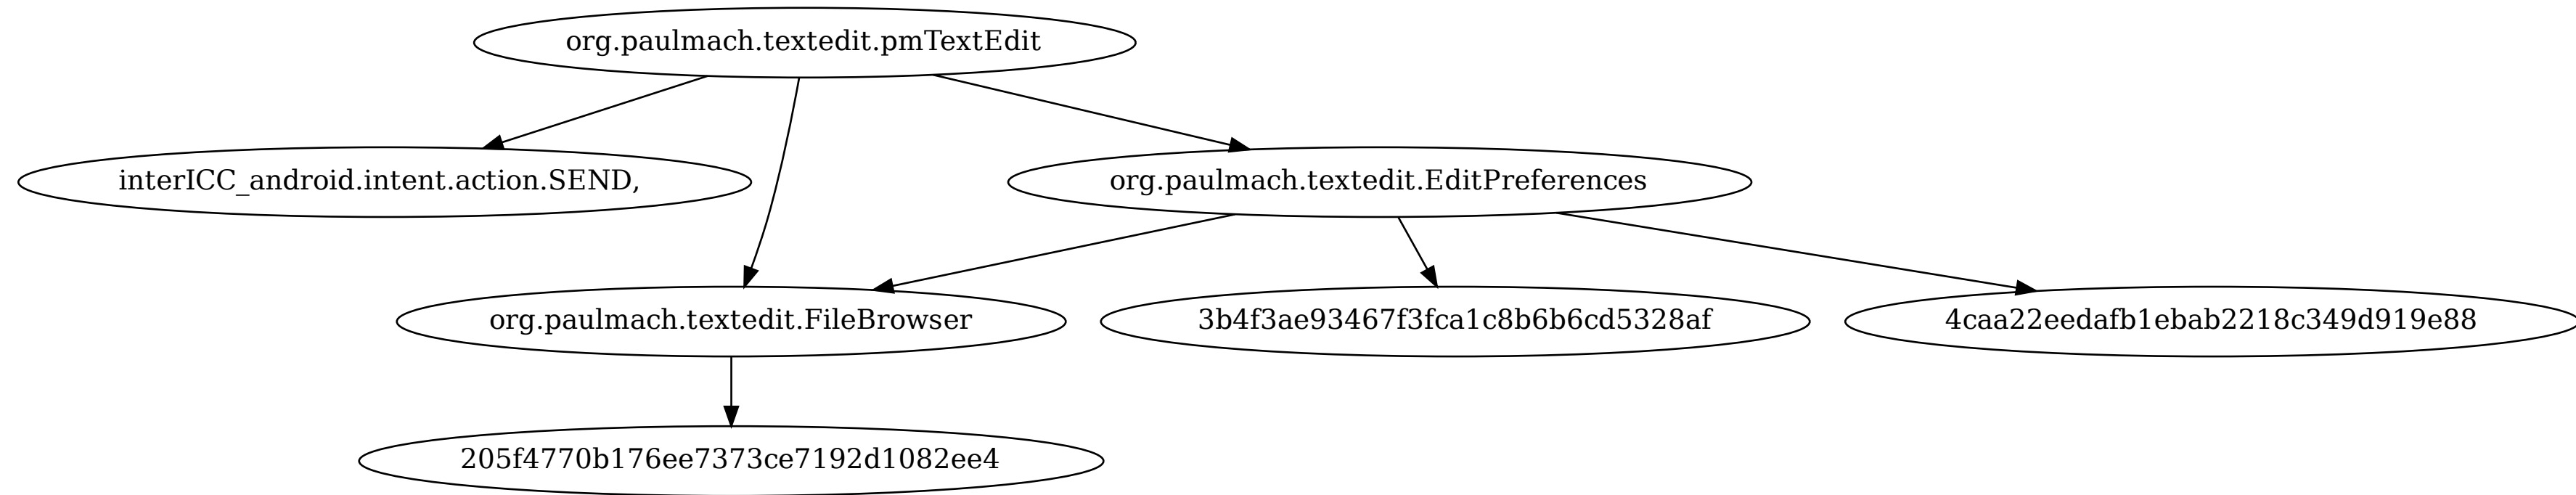 org.paulmach.textedit.pmTextEdit
interICC_android.intent.action.SEND,
org.paulmach.textedit.EditPreferences
org.paulmach.textedit.FileBrowser
3b4f3ae93467f3fca1c8b6b6cd5328af
4caa22eedafb1ebab2218c349d919e88
205f4770b176ee7373ce7192d1082ee4